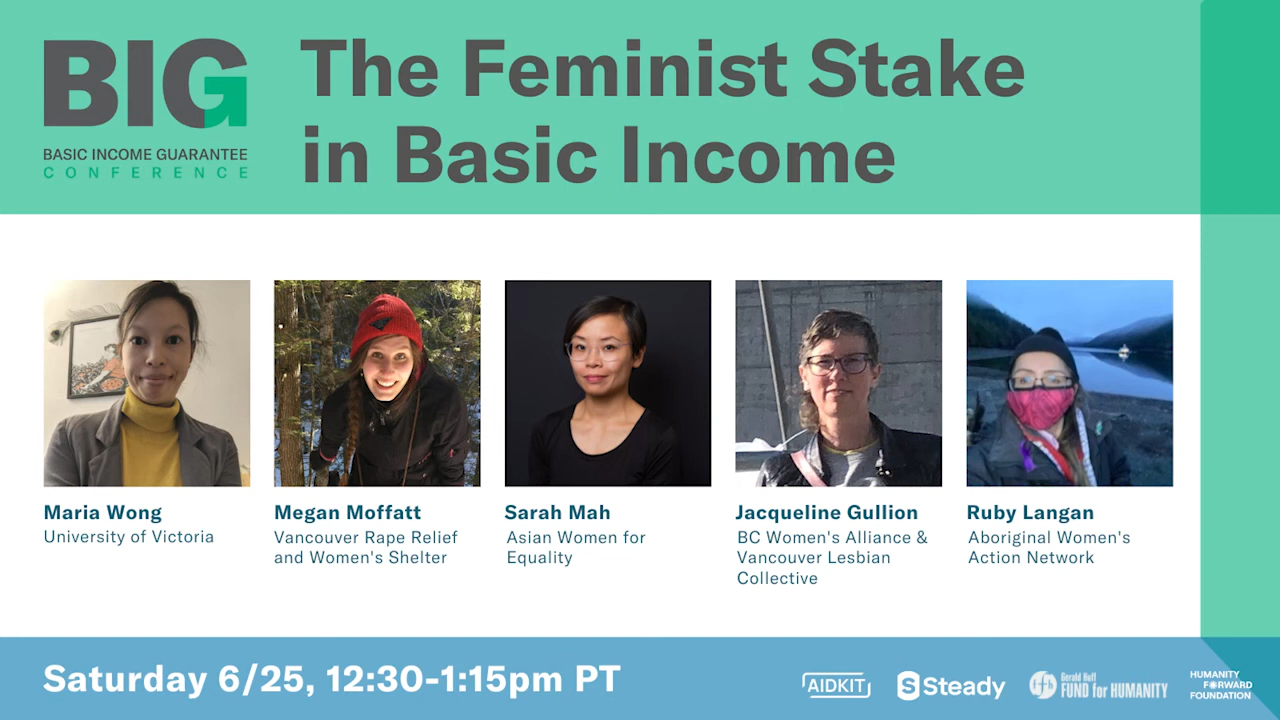 BIG
BASIC INCOME GUARANTEE
CONFERENCE
The Feminist Stake
in Basic Income
Maria Wong
University of Victoria
Megan Moffatt
Vancouver Rape Relief
and Women's Shelter
Sarah Mah
Asian Women for
Equality
Jacqueline Gullion
BC Women's Alliance &
Vancouver Lesbian
Collective
Ruby Langan
Aboriginal Women's
Action Network
Saturday 6/25, 12:30-1:15pm PT
AIDKIT
S Steady
Gerald Huff
FUND for HUMANITY
HUMANITY
FORWARD
FOUNDATION